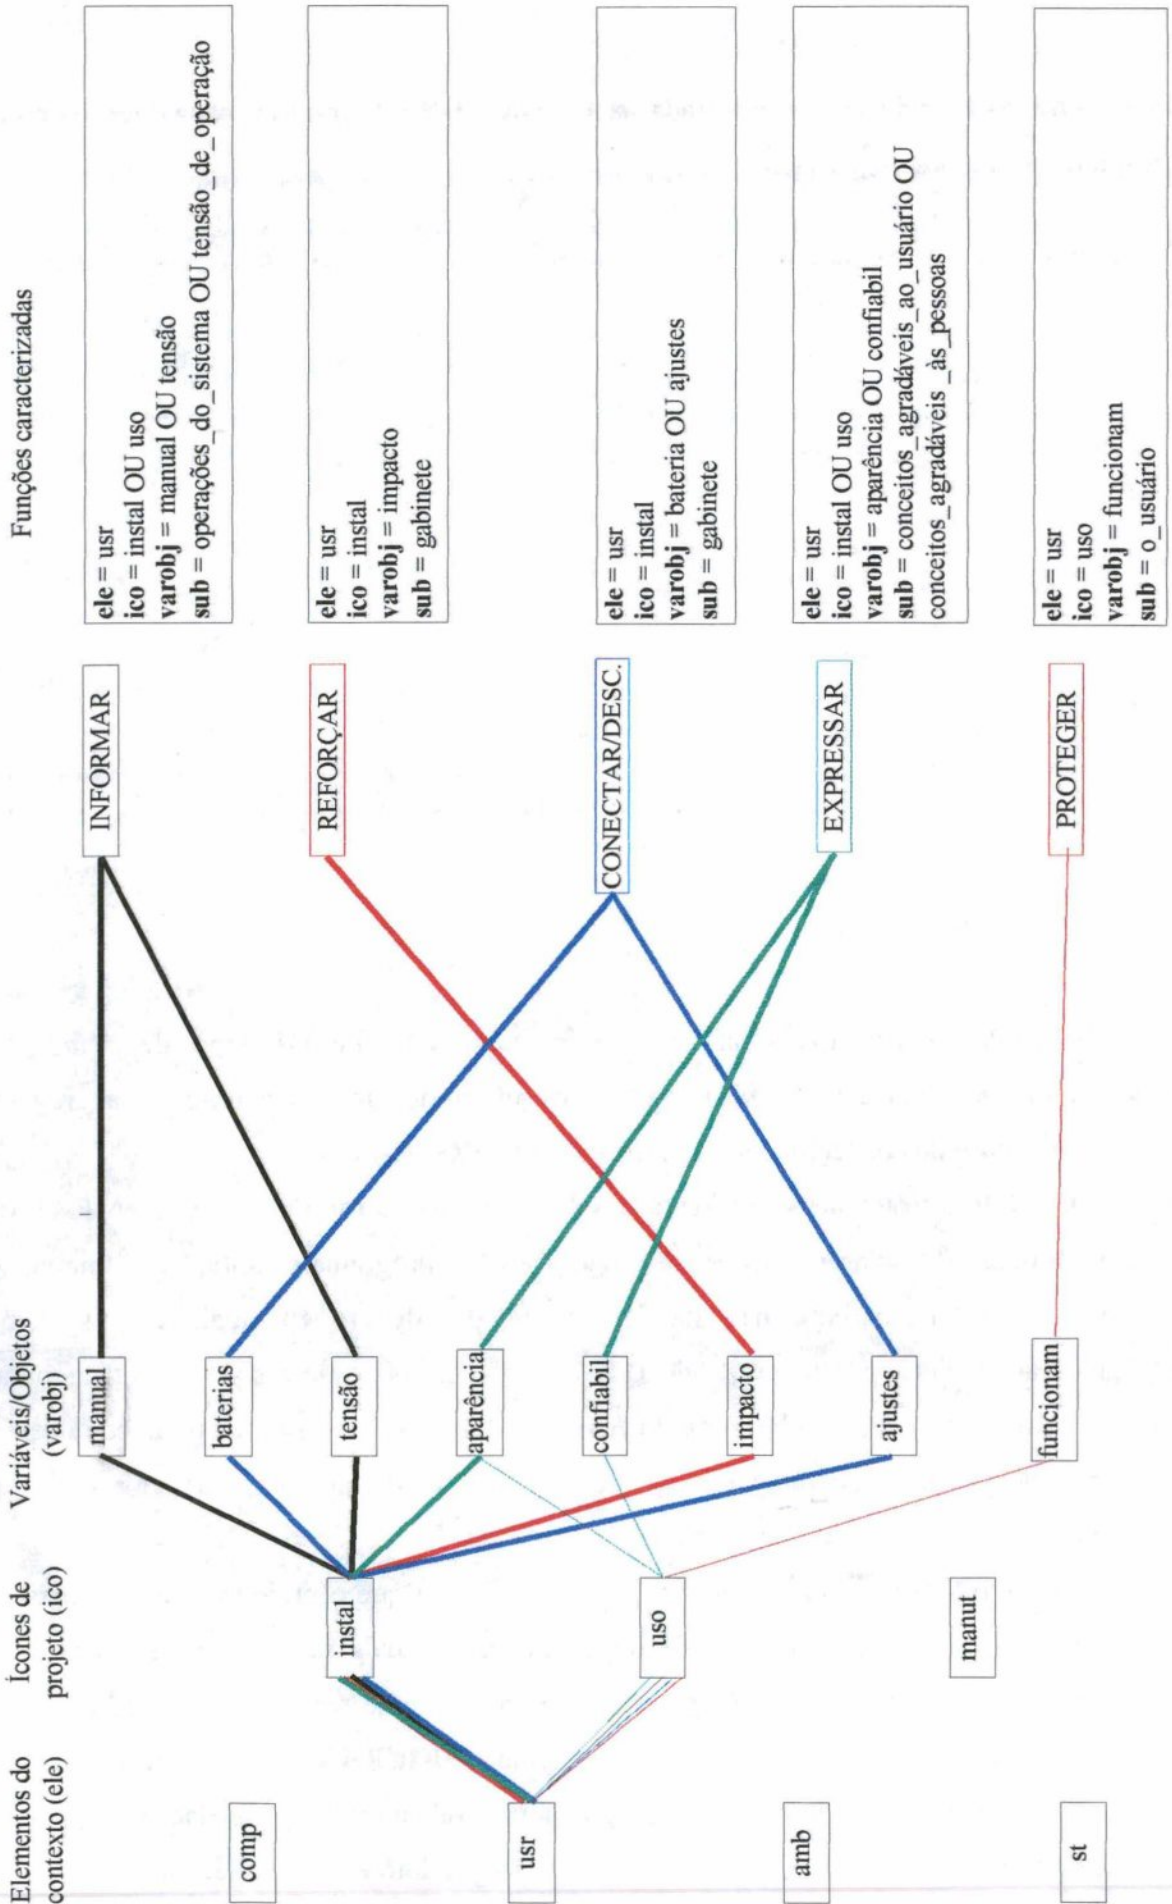 Elementos do
contexto (ele)
Ícones de
projeto (ico)
Variáveis/Objetos
(varobj)
Funções caracterizadas
comp
usr
amb
st
instal
uso
manut
manual
baterias
tensão
aparência
confiabil
impacto
ajustes
funcionam
INFORMAR
REFORÇAR
CONECTAR/DESC.
EXPRESSAR
PROTEGER
ele = usr
ico = instal OU uso
varobj = manual OU tensão
sub = operações_do_sistema OU tensão_de_operação
ele = usr
ico = instal
varobj = impacto
sub = gabinete
ele = usr
ico = instal
varobj = bateria OU ajustes
sub = gabinete
ele = usr
ico = instal OU uso
varobj = aparência OU confiabil
sub = conceitos_agradáveis_ao_usuário OU
conceitos_agradáveis _às_pessoas
ele = usr
ico = uso
varobj = funcionam
sub = o_usuário